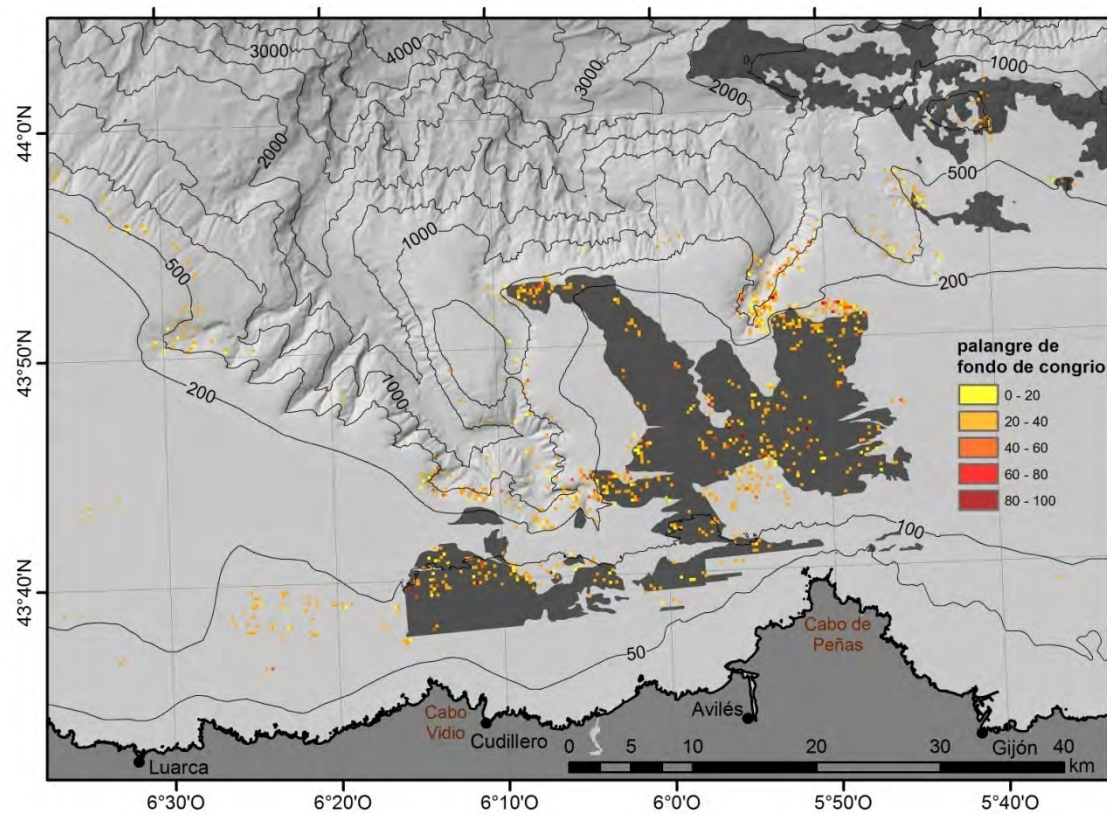 3000
4000
3000
2000
1000
2000
1000
500
500
200
200
1000
100
50
44°0'N
43°50'N
43°40'N
palangre de
fondo de congrio
0 - 20
20 - 40
40 - 60
60 - 80
80 - 100
Cabo de
Peñas
Cabo
Vidio
Cudillero
Avilés
Luarca
Gijón
0 5 10 20 30 40
km
6°30'O 6°20'O 6°10'O 6°0'O 5°50'O 5°40'O